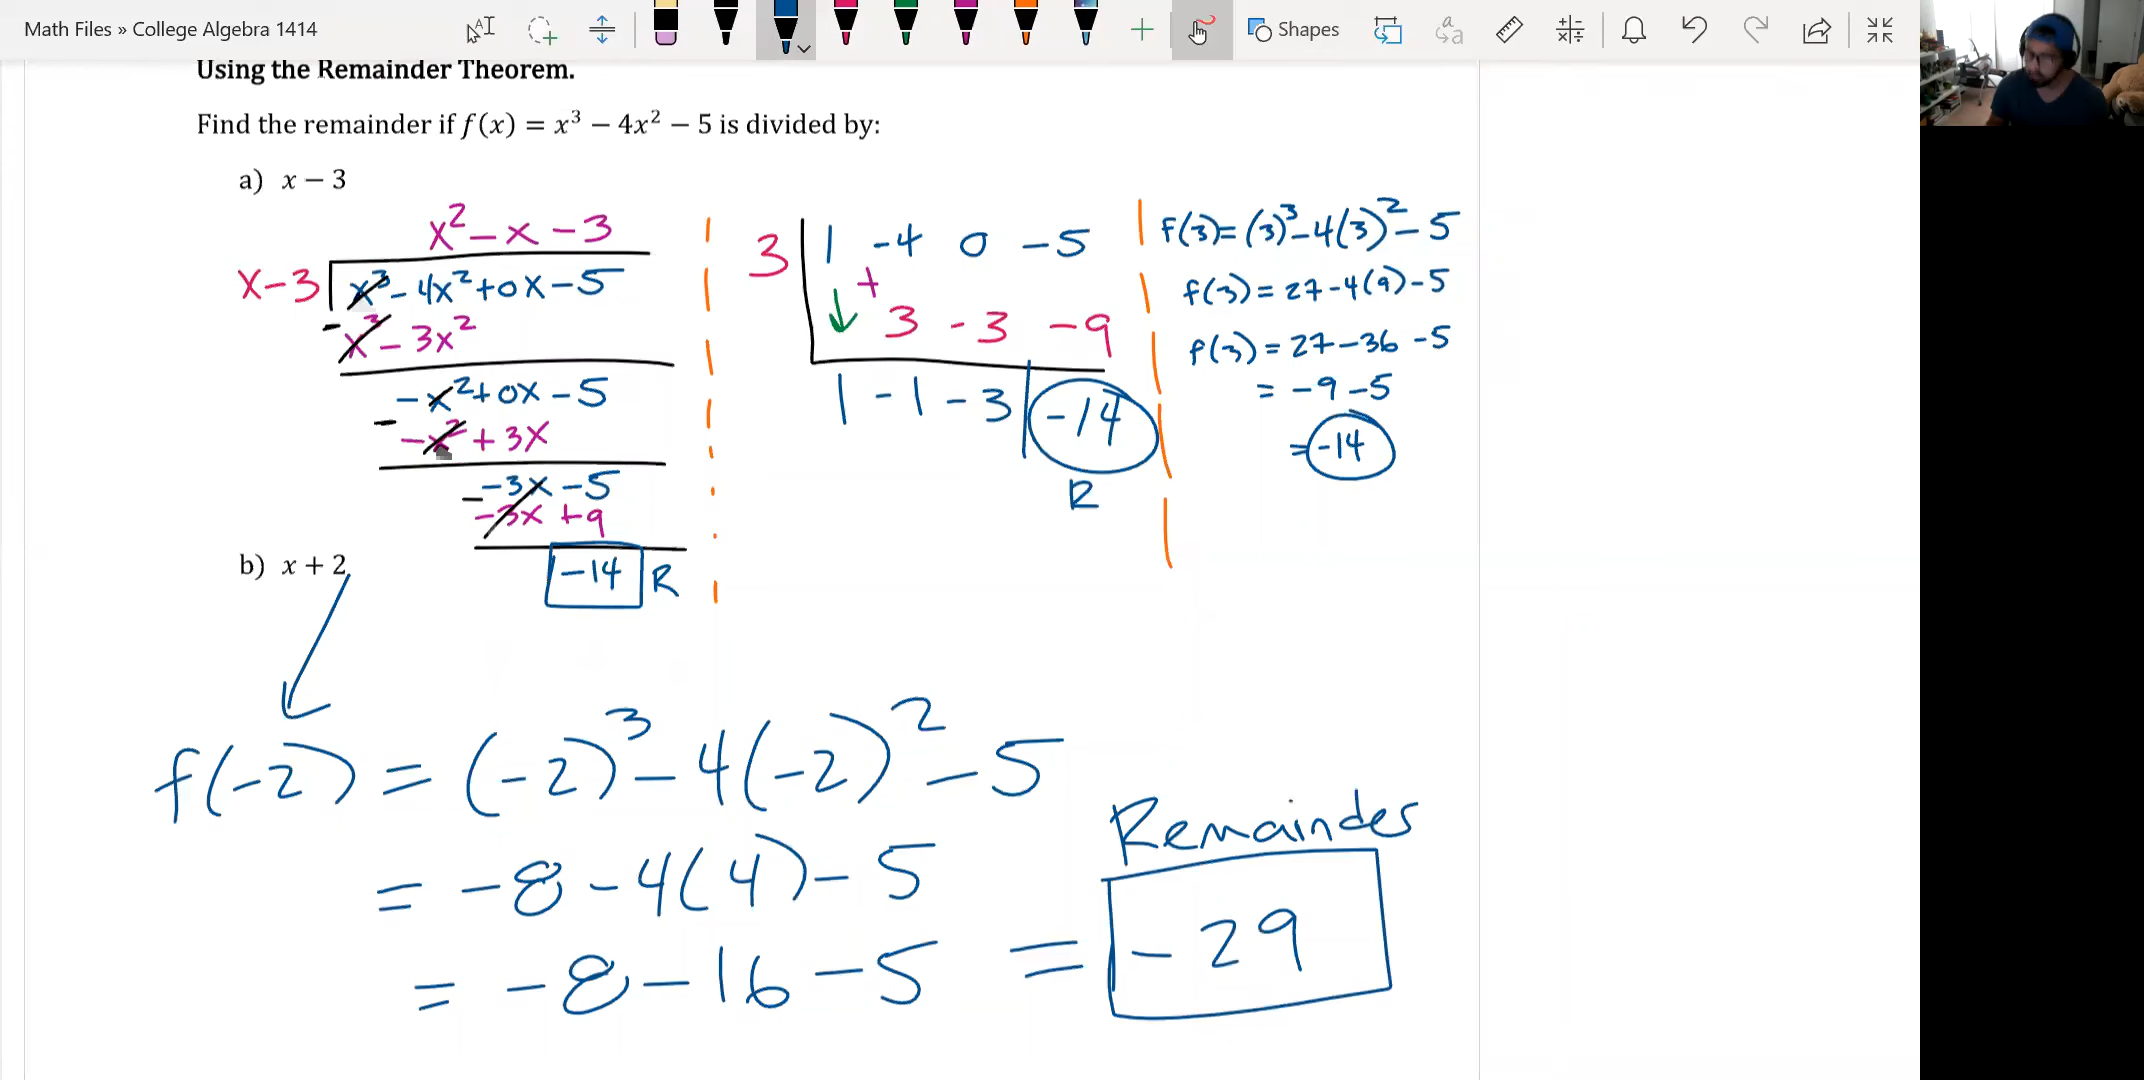 Math Files » College Algebra 1414
Shapes
Using the Remainder Theorem.
Find the remainder if f(x) = x³ − 4x² − 5 is divided by:
a) x − 3
x² − x − 3
x−3 x³ − 4x² + 0x − 5
− x³ − 3x²
−x² + 0x − 5
− −x² + 3x
−3x − 5
− −3x + 9
−14 R
3 1 −4 0 −5
+
3 −3 −9
1 −1 −3 −14
R
f(3) = (3)³ − 4(3)² − 5
f(3) = 27 − 4(9) − 5
f(3) = 27 − 36 − 5
= −9 − 5
= −14
b) x + 2
f(−2) = (−2)³ − 4(−2)² − 5
= −8 − 4(4) − 5
= −8 − 16 − 5 = −29
Remainder